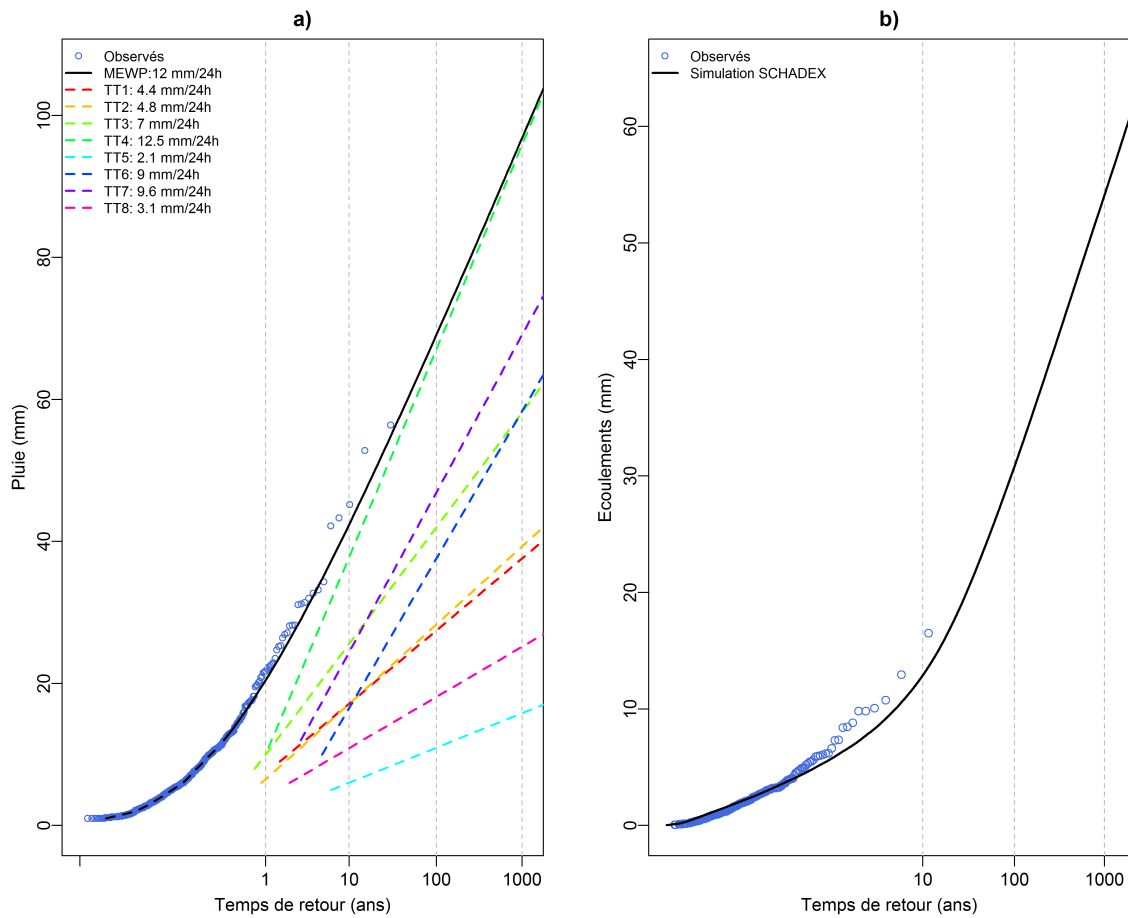 a)
Pluie (mm)
100
80
60
40
20
0
Observés
MEWP:12 mm/24h
TT1: 4.4 mm/24h
TT2: 4.8 mm/24h
TT3: 7 mm/24h
TT4: 12.5 mm/24h
TT5: 2.1 mm/24h
TT6: 9 mm/24h
TT7: 9.6 mm/24h
TT8: 3.1 mm/24h
1 10 100 1000
Temps de retour (ans)
b)
Ecoulements (mm)
60
50
40
30
20
10
0
Observés
Simulation SCHADEX
10 100 1000
Temps de retour (ans)